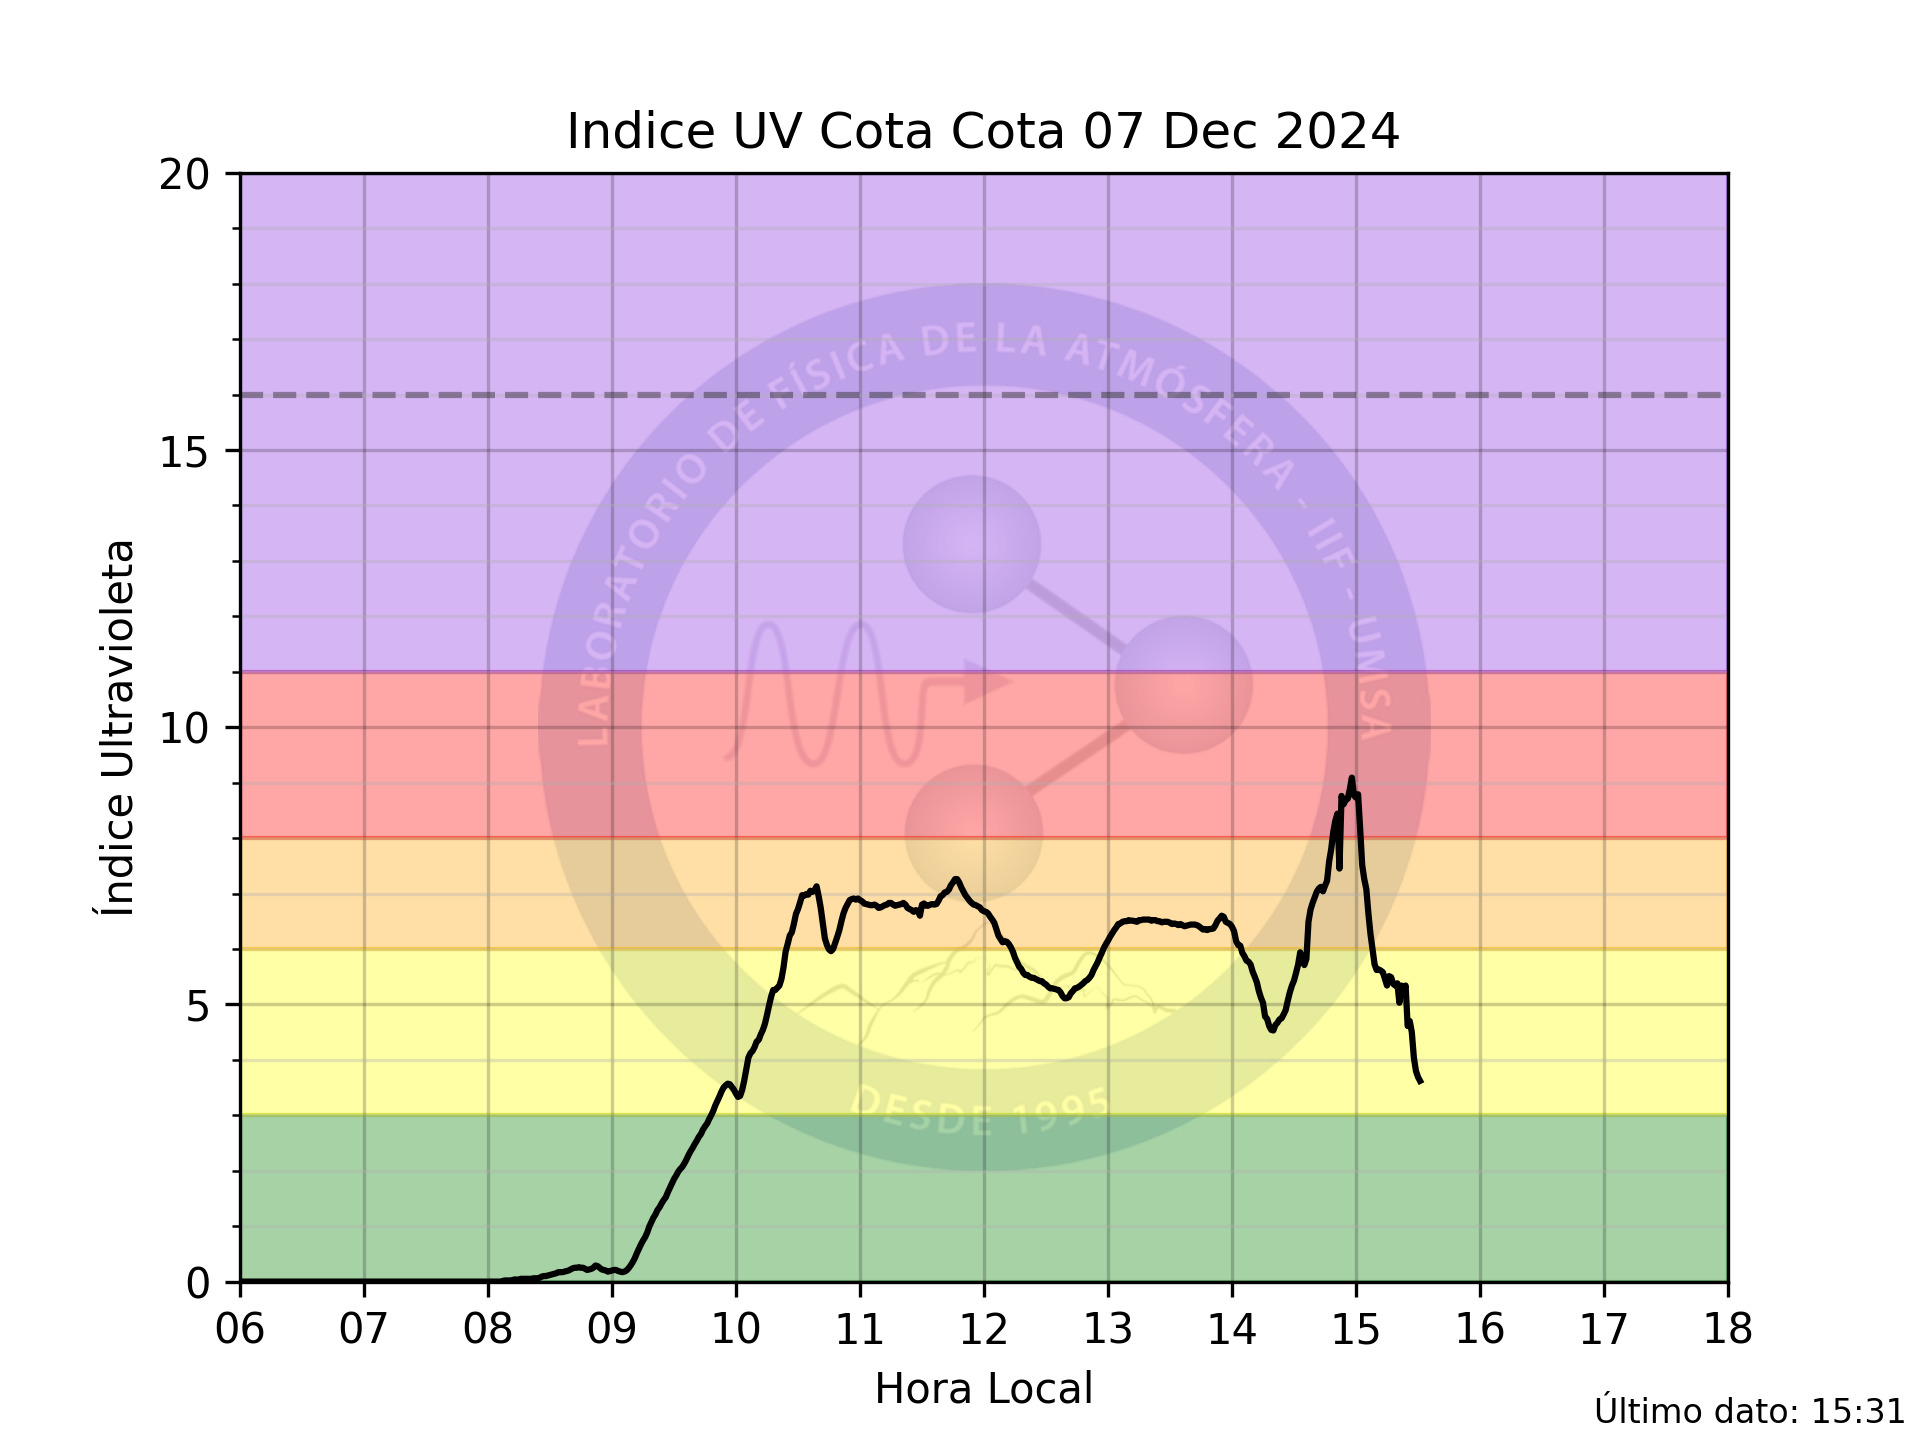 Indice UV Cota Cota 07 Dec 2024
20
15
10
5
0
Índice Ultravioleta
LABORATORIO DE FÍSICA DE LA ATMÓSFERA - IIF - UMSA
DESDE 1995
06 07 08 09 10 11 12 13 14 15 16 17 18
Hora Local
Último dato: 15:31